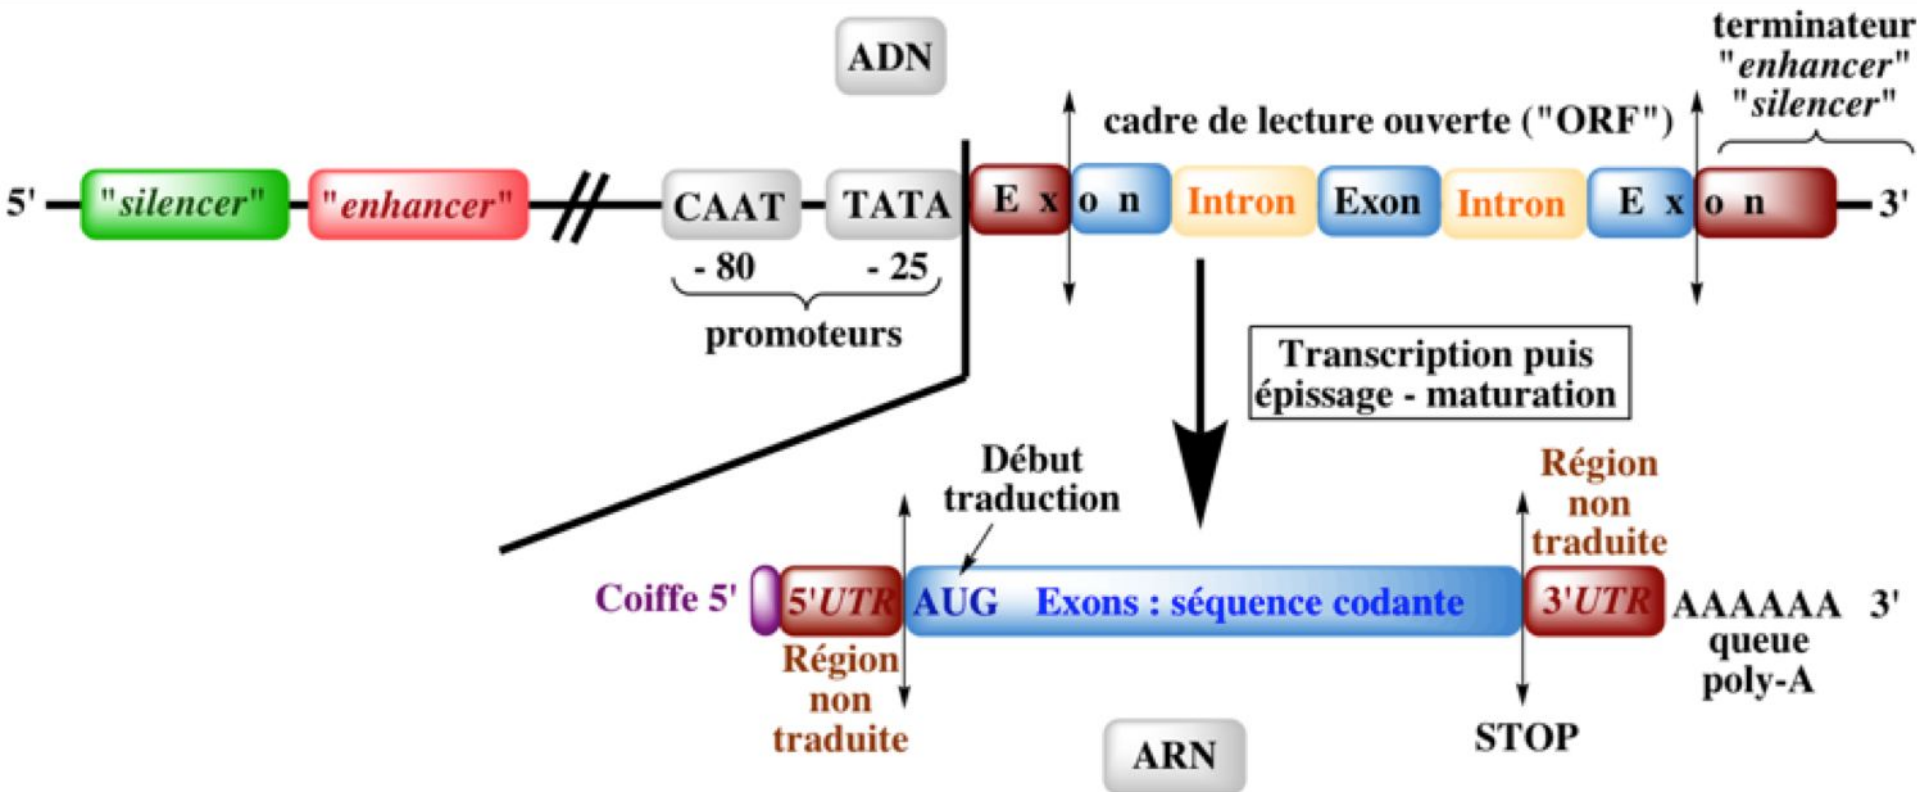 ADN
terminateur
"enhancer"
"silencer"
cadre de lecture ouverte ("ORF")
5' "silencer" "enhancer" CAAT TATA E x o n Intron Exon Intron E x o n 3'
- 80 - 25
promoteurs
Transcription puis
épissage - maturation
Début
traduction
Région
non
traduite
Coiffe 5' 5'UTR AUG Exons : séquence codante 3'UTR AAAAAA 3'
queue
poly-A
Région
non
traduite
STOP
ARN